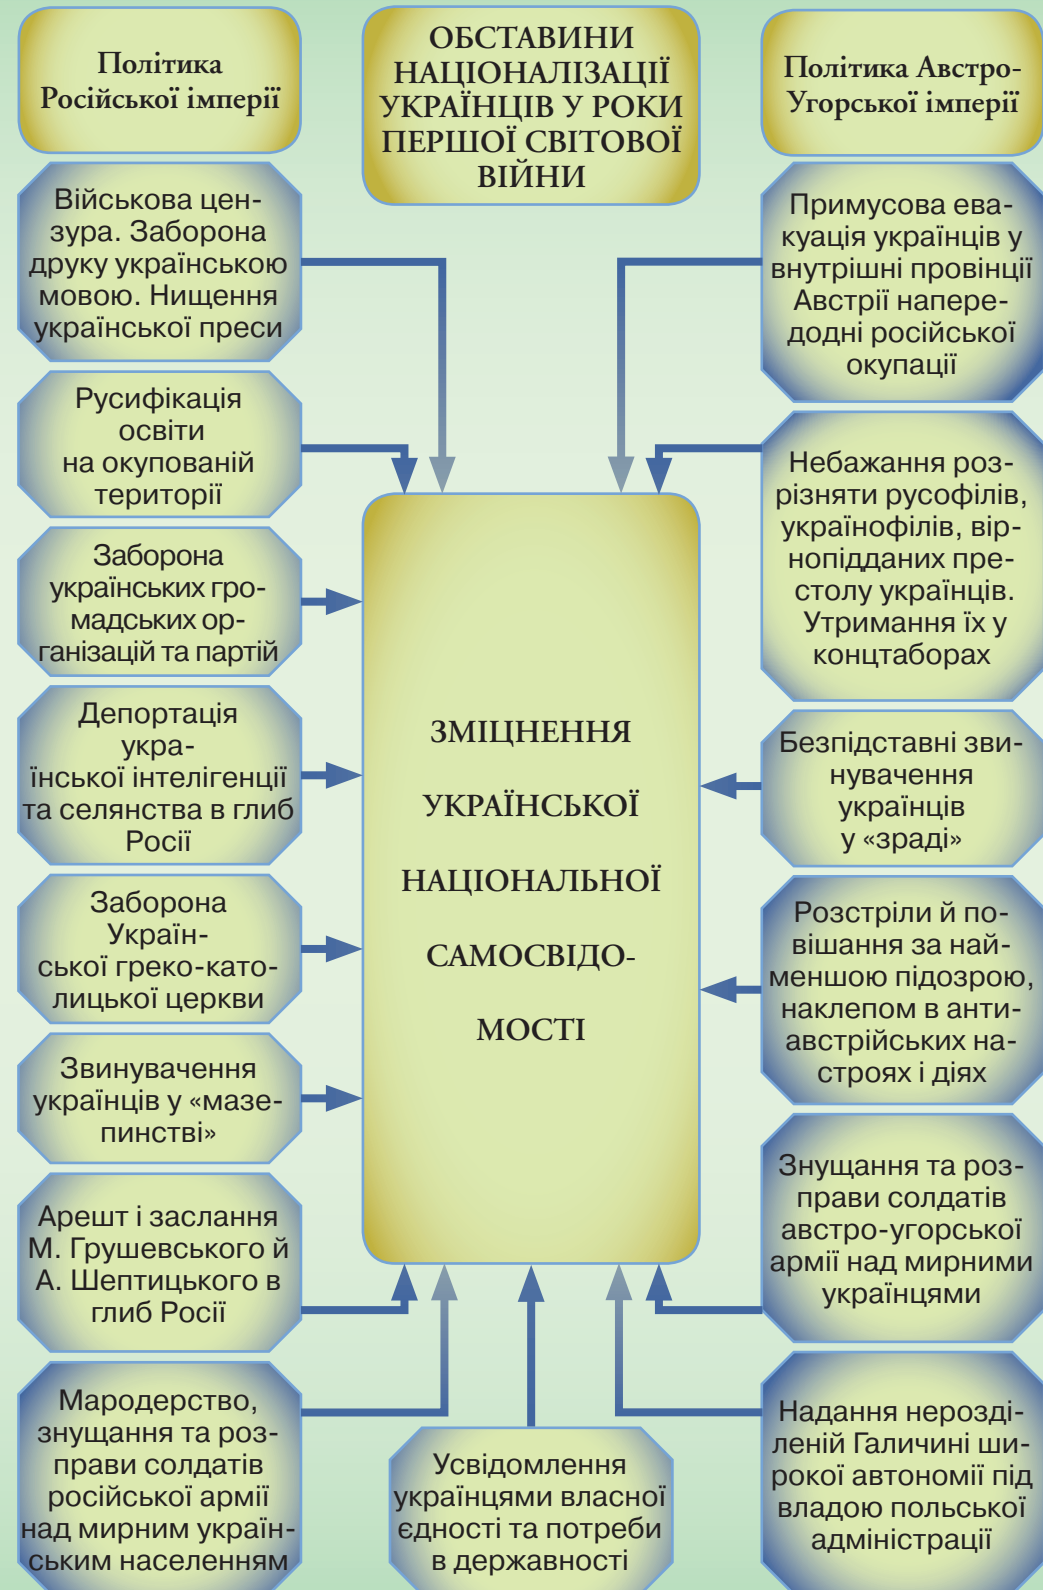 Політика
Російської імперії
ОБСТАВИНИ
НАЦІОНАЛІЗАЦІЇ
УКРАЇНЦІВ У РОКИ
ПЕРШОЇ СВІТОВОЇ
ВІЙНИ
Політика Австро-
Угорської імперії
Військова цен-
зура. Заборона
друку українською
мовою. Нищення
української преси
Русифікація
освіти
на окупованій
території
Заборона
українських гро-
мадських ор-
ганізацій та партій
Депортація
укра-
їнської інтелігенції
та селянства в глиб
Росії
Заборона
Україн-
ської греко-като-
лицької церкви
Звинувачення
українців у «мазе-
пинстві»
Арешт і заслання
М. Грушевського й
А. Шептицького в
глиб Росії
Мародерство,
знущання та роз-
прави солдатів
російської армії
над мирним україн-
ським населенням
ЗМІЦНЕННЯ
УКРАЇНСЬКОЇ
НАЦІОНАЛЬНОЇ
САМОСВІДО-
МОСТІ
Усвідомлення
українцями власної
єдності та потреби
в державності
Примусова ева-
куація українців у
внутрішні провінції
Австрії напере-
додні російської
окупації
Небажання роз-
різняти русофілів,
українофілів, вір-
нопідданих пре-
столу українців.
Утримання їх у
концтаборах
Безпідставні зви-
нувачення
українців
у «зраді»
Розстріли й по-
вішання за най-
меншою підозрою,
наклепом в анти-
австрійських на-
строях і діях
Знущання та роз-
прави солдатів
австро-угорської
армії над мирними
українцями
Надання нерозді-
леній Галичині ши-
рокої автономії під
владою польської
адміністрації